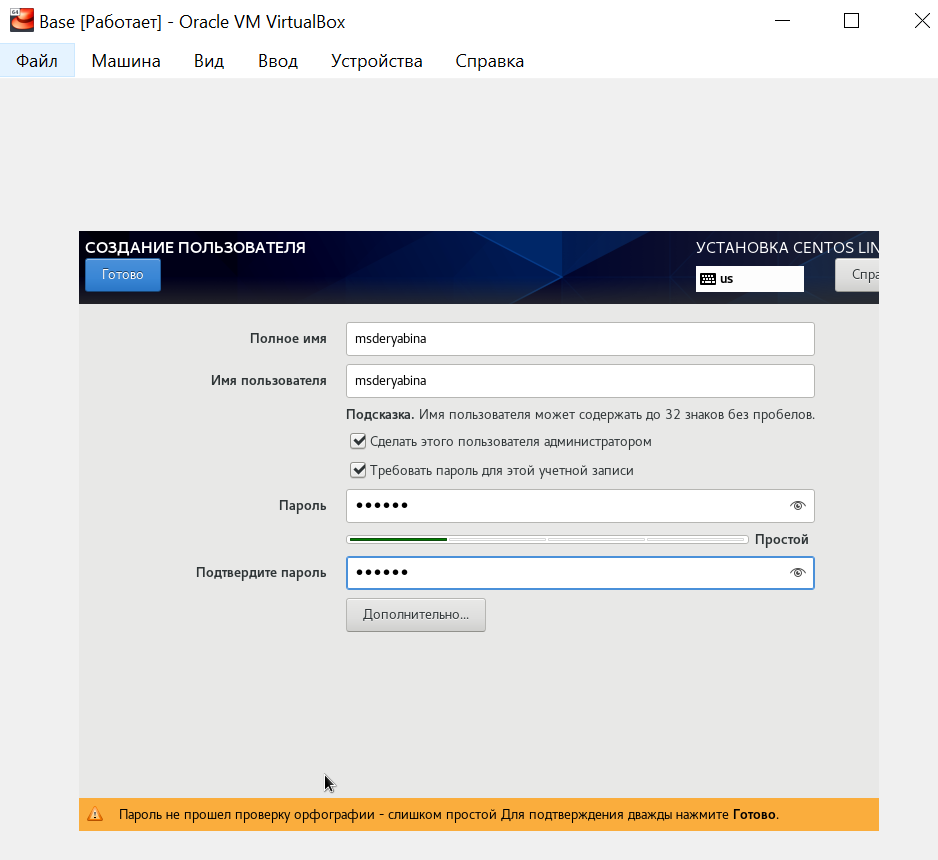 Base [Работает] - Oracle VM VirtualBox
Файл Машина Вид Ввод Устройства Справка
СОЗДАНИЕ ПОЛЬЗОВАТЕЛЯ
УСТАНОВКА CENTOS LIN
Готово
us
Спра
Полное имя
msderyabina
Имя пользователя
msderyabina
Подсказка. Имя пользователя может содержать до 32 знаков без пробелов.
Сделать этого пользователя администратором
Требовать пароль для этой учетной записи
Пароль
••••••
Простой
Подтвердите пароль
••••••
Дополнительно...
Пароль не прошел проверку орфографии - слишком простой Для подтверждения дважды нажмите Готово.